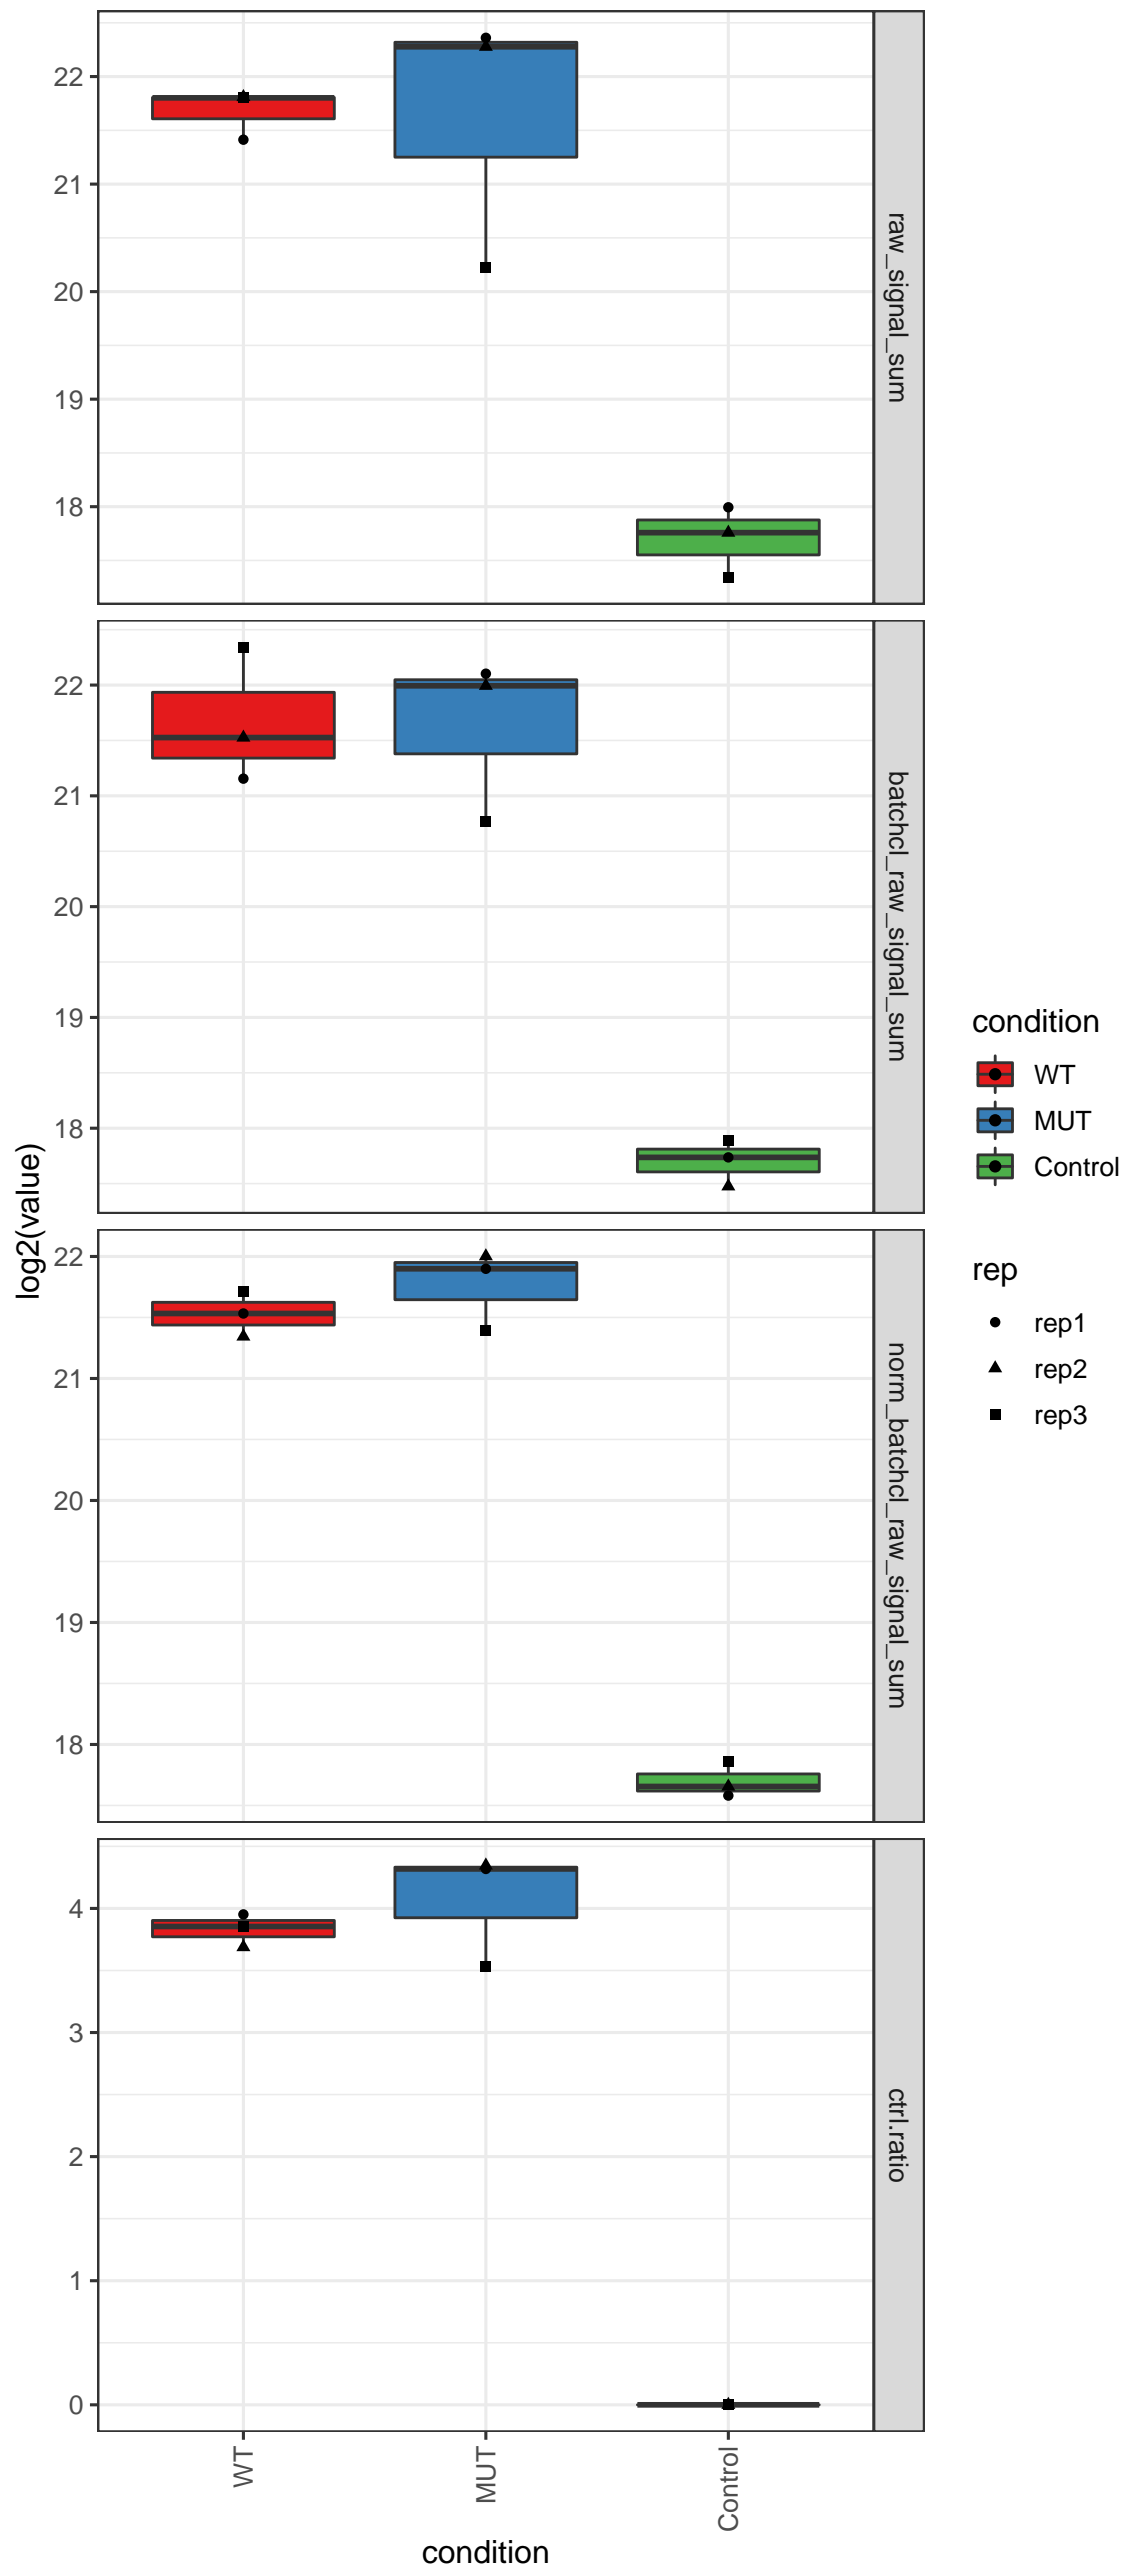 log2(value)
22
21
20
19
18
raw_signal_sum
22
21
20
19
18
batchcl_raw_signal_sum
22
21
20
19
18
norm_batchcl_raw_signal_sum
4
3
2
1
0
ctrl.ratio
WT
MUT
Control
condition
condition
WT
MUT
Control
rep
rep1
rep2
rep3